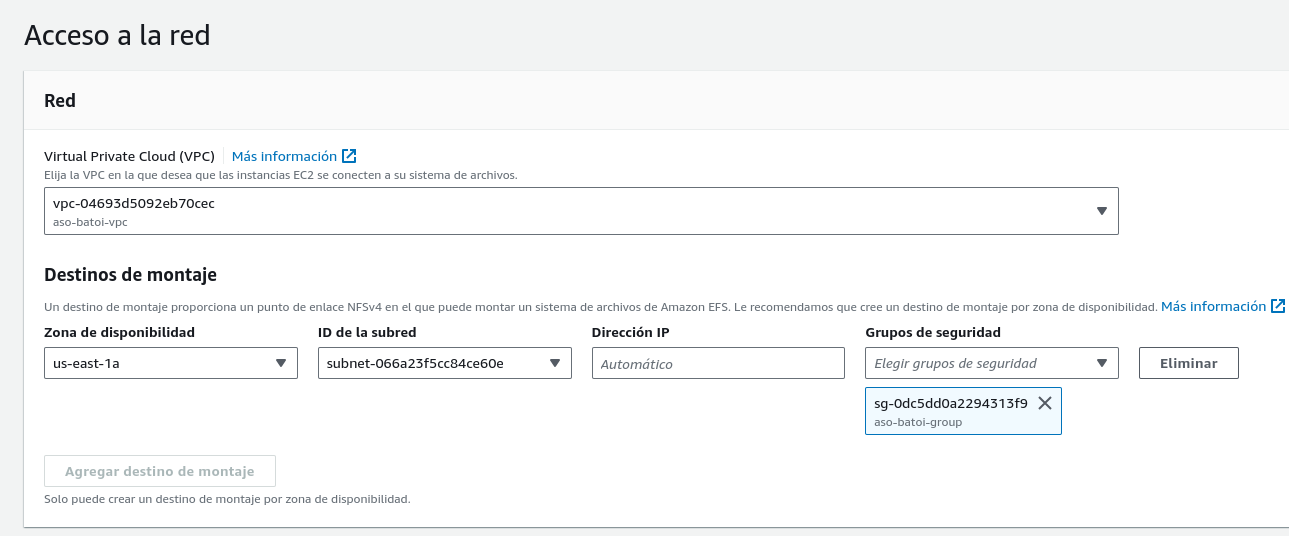 Acceso a la red
Red
Virtual Private Cloud (VPC) Más información
Elija la VPC en la que desea que las instancias EC2 se conecten a su sistema de archivos.
vpc-04693d5092eb70cec
aso-batoi-vpc
Destinos de montaje
Un destino de montaje proporciona un punto de enlace NFSv4 en el que puede montar un sistema de archivos de Amazon EFS. Le recomendamos que cree un destino de montaje por zona de disponibilidad. Más información
Zona de disponibilidad ID de la subred Dirección IP Grupos de seguridad
us-east-1a subnet-066a23f5cc84ce60e Automático Elegir grupos de seguridad Eliminar
sg-0dc5dd0a2294313f9
aso-batoi-group
Agregar destino de montaje
Solo puede crear un destino de montaje por zona de disponibilidad.